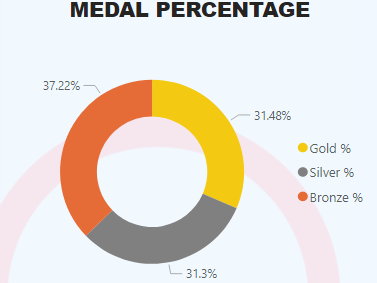 MEDAL PERCENTAGE
37.22%
31.48%
Gold %
Silver %
Bronze %
31.3%